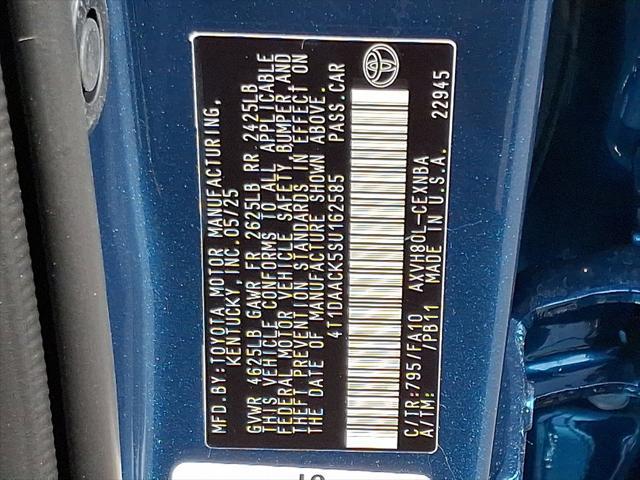 MFD.BY:TOYOTA MOTOR MANUFACTURING,
KENTUCKY, INC.05/25
GVWR 4625LB GAWR FR 2625LB RR 2425LB
THIS VEHICLE CONFORMS TO ALL APPLICABLE
FEDERAL MOTOR VEHICLE SAFETY, BUMPER, AND
THEFT PREVENTION STANDARDS IN EFFECT ON
THE DATE OF MANUFACTURE SHOWN ABOVE.
4T1DAACK5SU162585 PASS.CAR
C/TR:795/FA10 AXVH80L-CEXNBA
A/TM: /PB11 MADE IN U.S.A. 22945